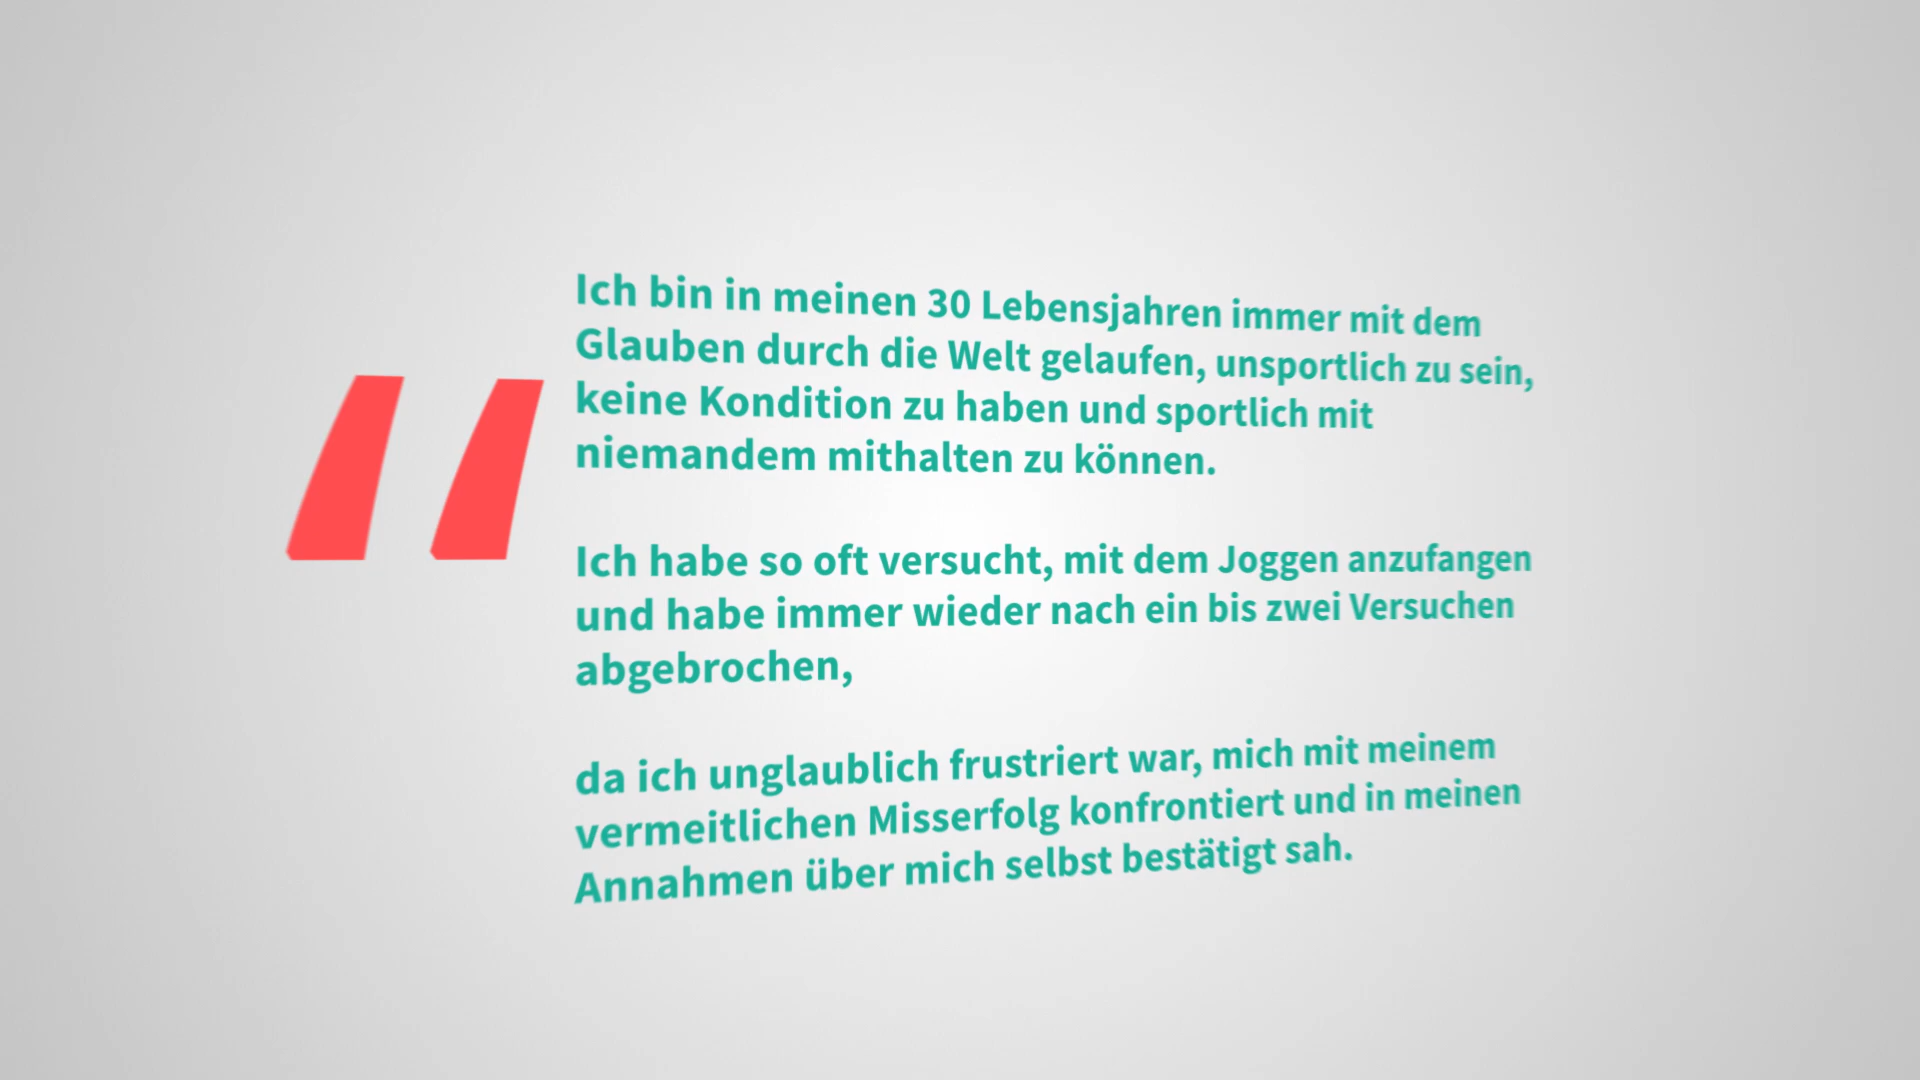 Ich bin in meinen 30 Lebensjahren immer mit dem
Glauben durch die Welt gelaufen, unsportlich zu sein,
keine Kondition zu haben und sportlich mit
niemandem mithalten zu können.
Ich habe so oft versucht, mit dem Joggen anzufangen
und habe immer wieder nach ein bis zwei Versuchen
abgebrochen,
da ich unglaublich frustriert war, mich mit meinem
vermeitlichen Misserfolg konfrontiert und in meinen
Annahmen über mich selbst bestätigt sah.